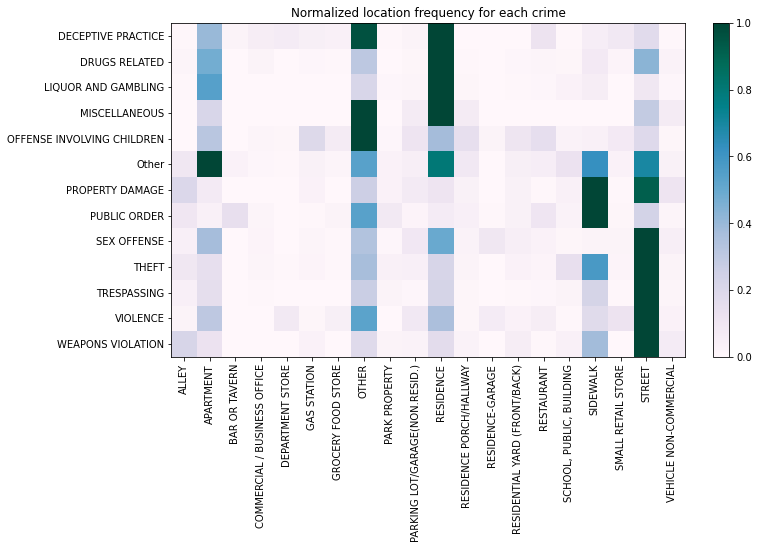 Normalized location frequency for each crime
DECEPTIVE PRACTICE
DRUGS RELATED
LIQUOR AND GAMBLING
MISCELLANEOUS
OFFENSE INVOLVING CHILDREN
Other
PROPERTY DAMAGE
PUBLIC ORDER
SEX OFFENSE
THEFT
TRESPASSING
VIOLENCE
WEAPONS VIOLATION
ALLEY
APARTMENT
BAR OR TAVERN
COMMERCIAL / BUSINESS OFFICE
DEPARTMENT STORE
GAS STATION
GROCERY FOOD STORE
OTHER
PARK PROPERTY
PARKING LOT/GARAGE(NON.RESID.)
RESIDENCE
RESIDENCE PORCH/HALLWAY
RESIDENCE-GARAGE
RESIDENTIAL YARD (FRONT/BACK)
RESTAURANT
SCHOOL, PUBLIC, BUILDING
SIDEWALK
SMALL RETAIL STORE
STREET
VEHICLE NON-COMMERCIAL
1.0
0.8
0.6
0.4
0.2
0.0